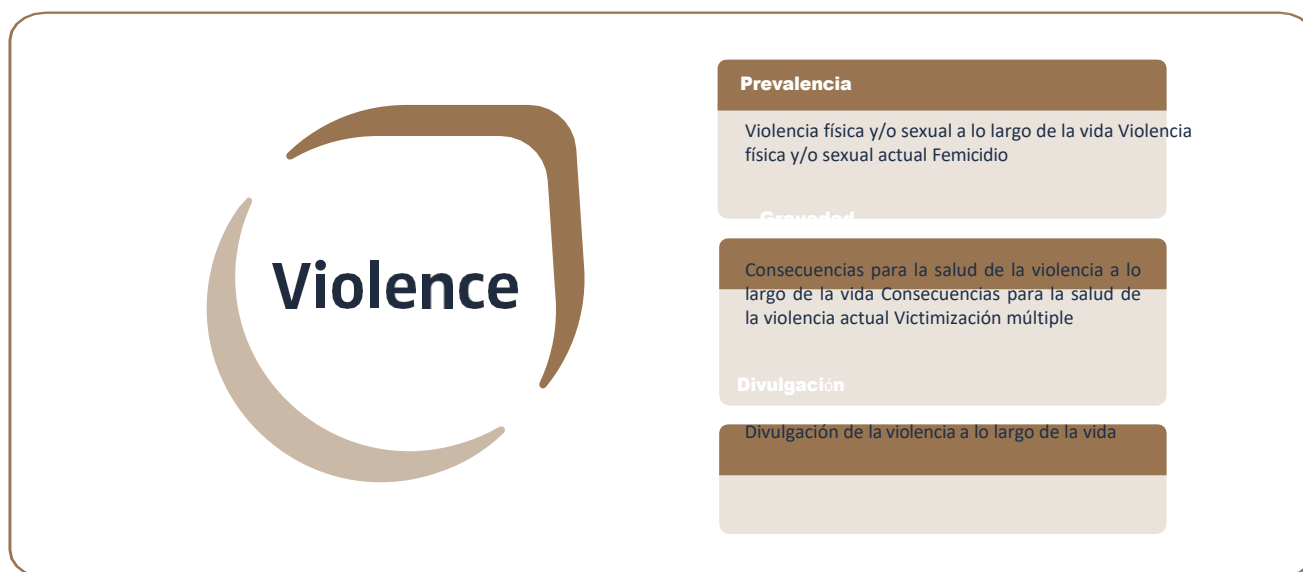 Violence
Prevalencia
Violencia física y/o sexual a lo largo de la vida Violencia
física y/o sexual actual Femicidio
Gravedad
Consecuencias para la salud de la violencia a lo
largo de la vida Consecuencias para la salud de
la violencia actual Victimización múltiple
Divulgación
Divulgación de la violencia a lo largo de la vida